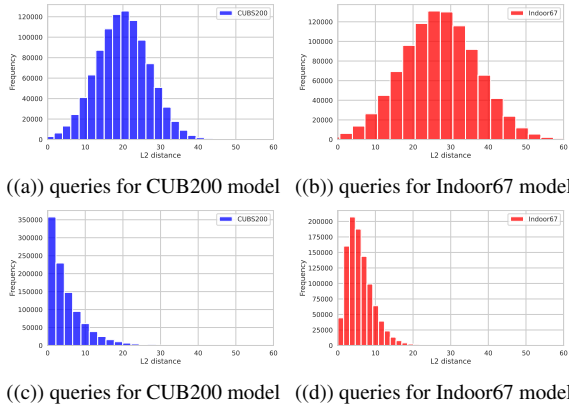 120000
100000
80000
60000
40000
20000
0
Frequency
0 10 20 30 40 50 60
L2 distance
CUBS200
120000
100000
80000
60000
40000
20000
0
Frequency
0 10 20 30 40 50 60
L2 distance
Indoor67
((a)) queries for CUB200 model ((b)) queries for Indoor67 model
350000
300000
250000
200000
150000
100000
50000
0
Frequency
0 10 20 30 40 50 60
L2 distance
CUBS200
200000
175000
150000
125000
100000
75000
50000
25000
0
Frequency
0 10 20 30 40 50 60
L2 distance
Indoor67
((c)) queries for CUB200 model ((d)) queries for Indoor67 model